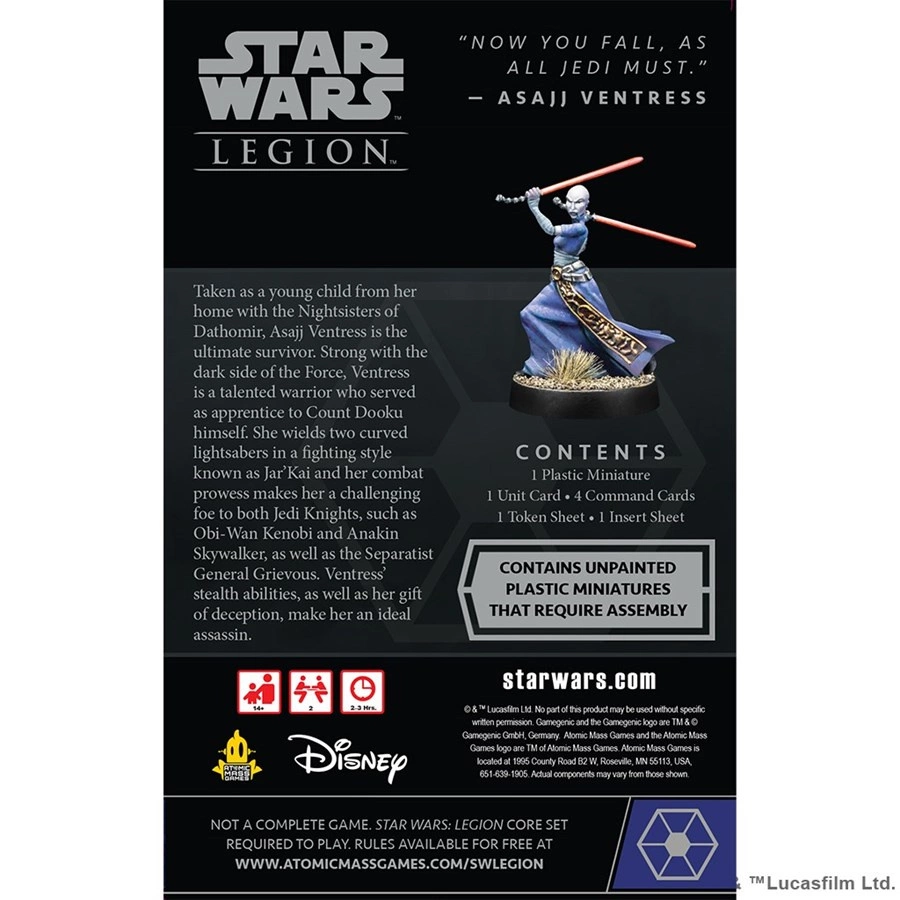 STAR
WARS™
LEGION™
“NOW YOU FALL, AS
ALL JEDI MUST.”
— ASAJJ VENTRESS
Taken as a young child from her
home with the Nightsisters of
Dathomir, Asajj Ventress is the
ultimate survivor. Strong with the
dark side of the Force, Ventress
is a talented warrior who served
as apprentice to Count Dooku
himself. She wields two curved
lightsabers in a fighting style
known as Jar’Kai and her combat
prowess makes her a challenging
foe to both Jedi Knights, such as
Obi-Wan Kenobi and Anakin
Skywalker, as well as the Separatist
General Grievous. Ventress’
stealth abilities, as well as her gift
of deception, make her an ideal
assassin.
CONTENTS
1 Plastic Miniature
1 Unit Card • 4 Command Cards
1 Token Sheet • 1 Insert Sheet
CONTAINS UNPAINTED
PLASTIC MINIATURES
THAT REQUIRE ASSEMBLY
14+
2
2-3 Hrs.
ATOMIC
MASS
GAMES
Disney
starwars.com
© & ™ Lucasfilm Ltd. No part of this product may be used without specific
written permission. Gamegenic and the Gamegenic logo are TM & ©
Gamegenic GmbH, Germany. Atomic Mass Games and the Atomic Mass
Games logo are TM of Atomic Mass Games. Atomic Mass Games is
located at 1995 County Road B2 W, Roseville, MN 55113, USA,
651-639-1905. Actual components may vary from those shown.
NOT A COMPLETE GAME. STAR WARS: LEGION CORE SET
REQUIRED TO PLAY. RULES AVAILABLE FOR FREE AT
WWW.ATOMICMASSGAMES.COM/SWLEGION
& ™Lucasfilm Ltd.